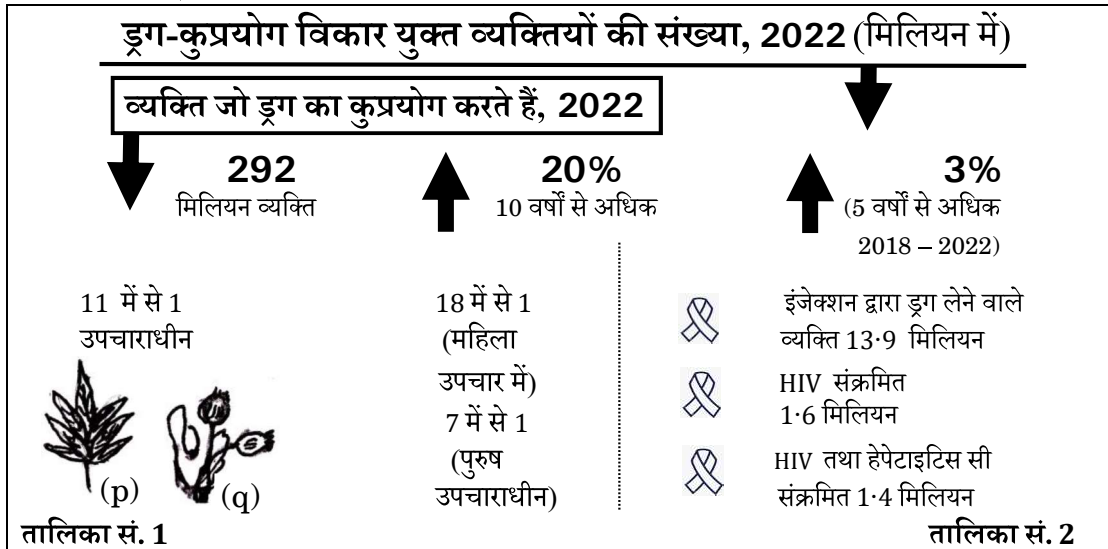 ड्रग-कुप्रयोग विकार युक्त व्यक्तियों की संख्या, 2022 (मिलियन में)
व्यक्ति जो ड्रग का कुप्रयोग करते हैं, 2022
292
मिलियन व्यक्ति
20%
10 वर्षों से अधिक
3%
(5 वर्षों से अधिक
2018 – 2022)
11 में से 1
उपचाराधीन
(p)
(q)
18 में से 1
(महिला
उपचार में)
7 में से 1
(पुरुष
उपचाराधीन)
इंजेक्शन द्वारा ड्रग लेने वाले
व्यक्ति 13·9 मिलियन
HIV संक्रमित
1·6 मिलियन
HIV तथा हेपेटाइटिस सी
संक्रमित 1·4 मिलियन
तालिका सं. 1
तालिका सं. 2